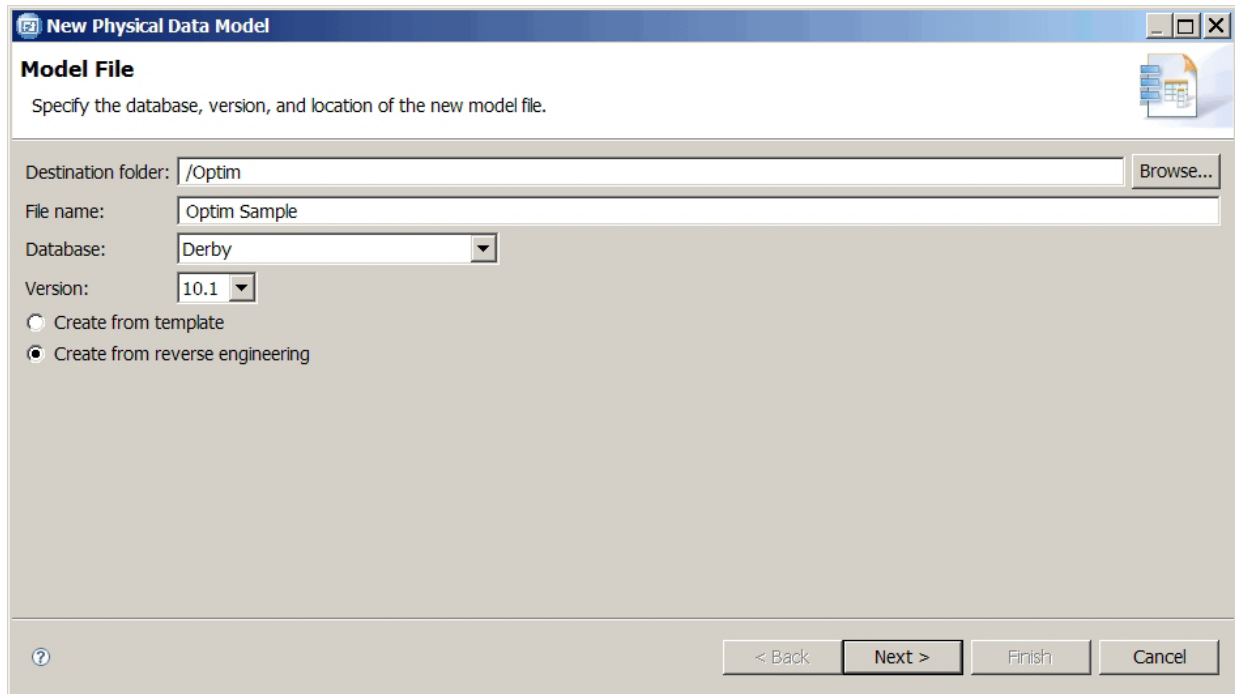 New Physical Data Model
Model File
Specify the database, version, and location of the new model file.
Destination folder: /Optim Browse...
File name: Optim Sample
Database: Derby
Version: 10.1
Create from template
Create from reverse engineering
? < Back Next > Finish Cancel